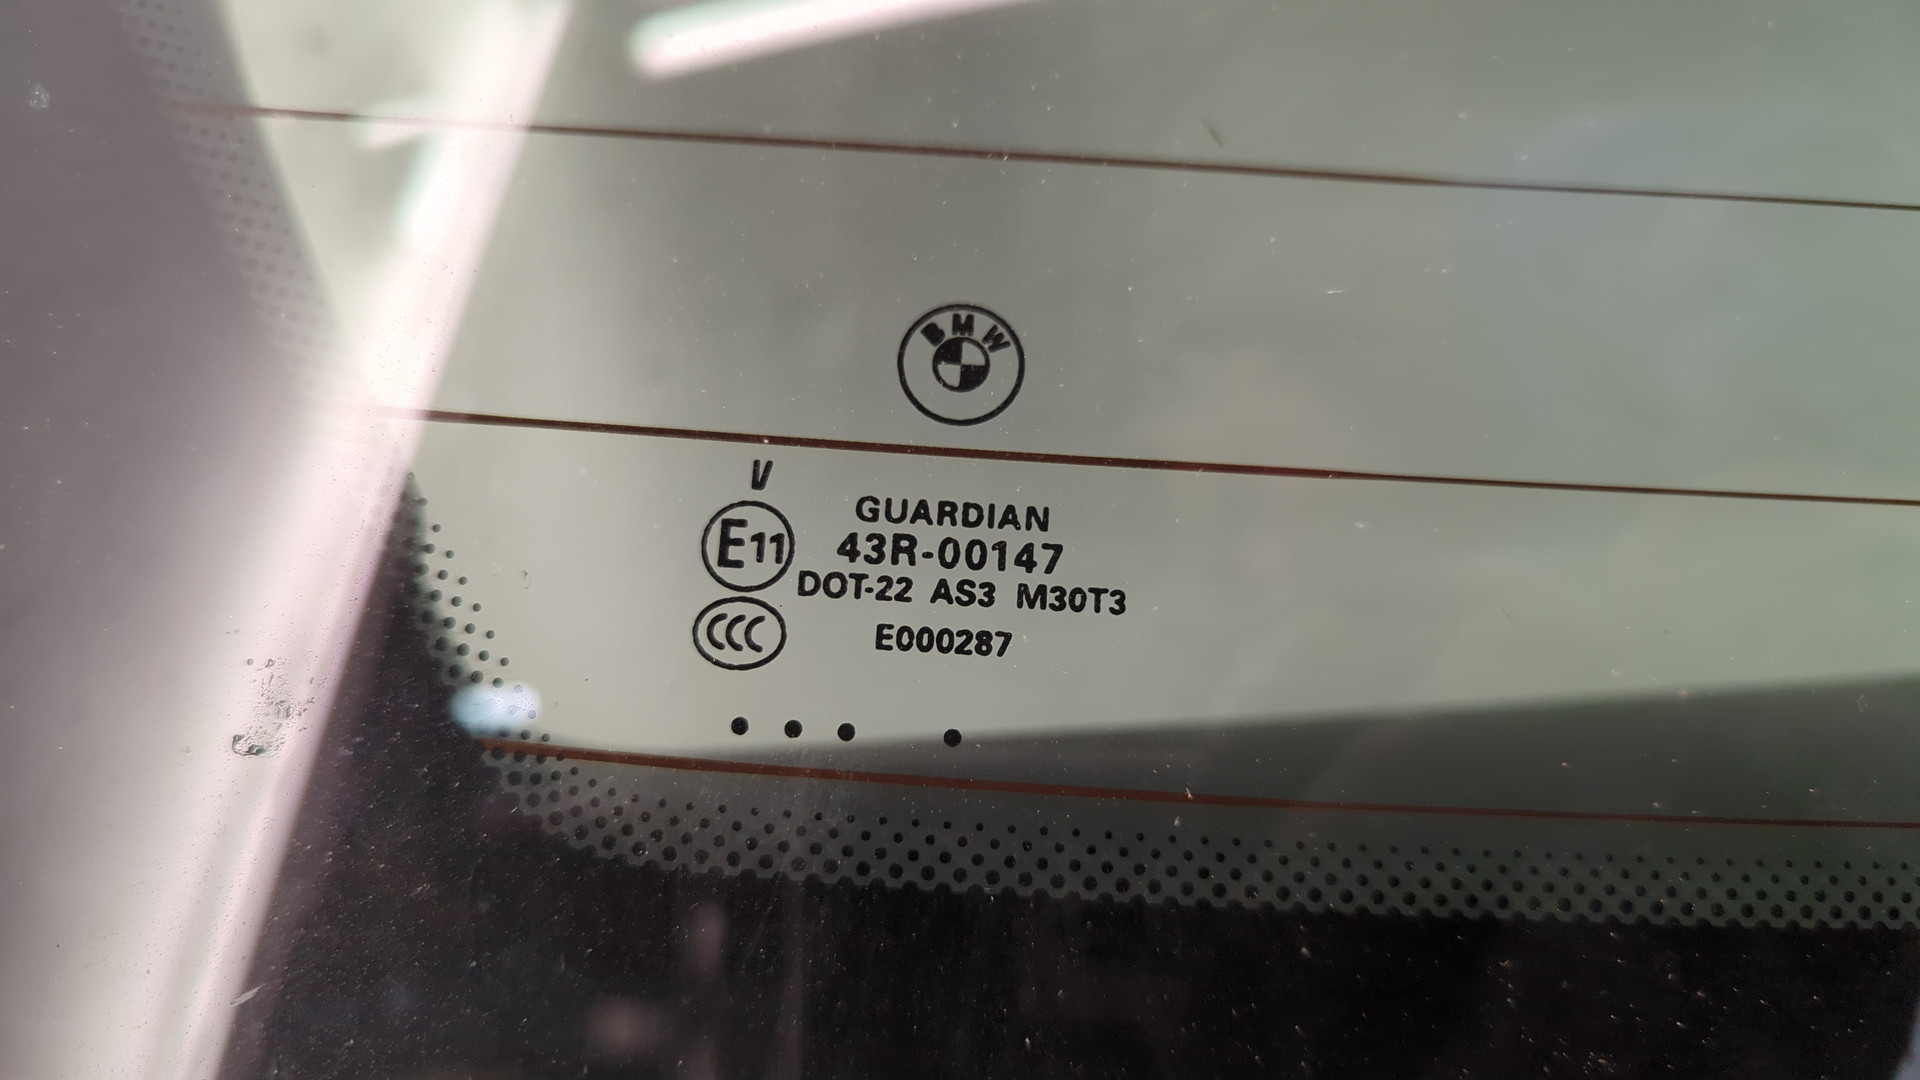 BMW
V
E11
GUARDIAN
43R-00147
DOT-22 AS3 M30T3
CCC
E000287